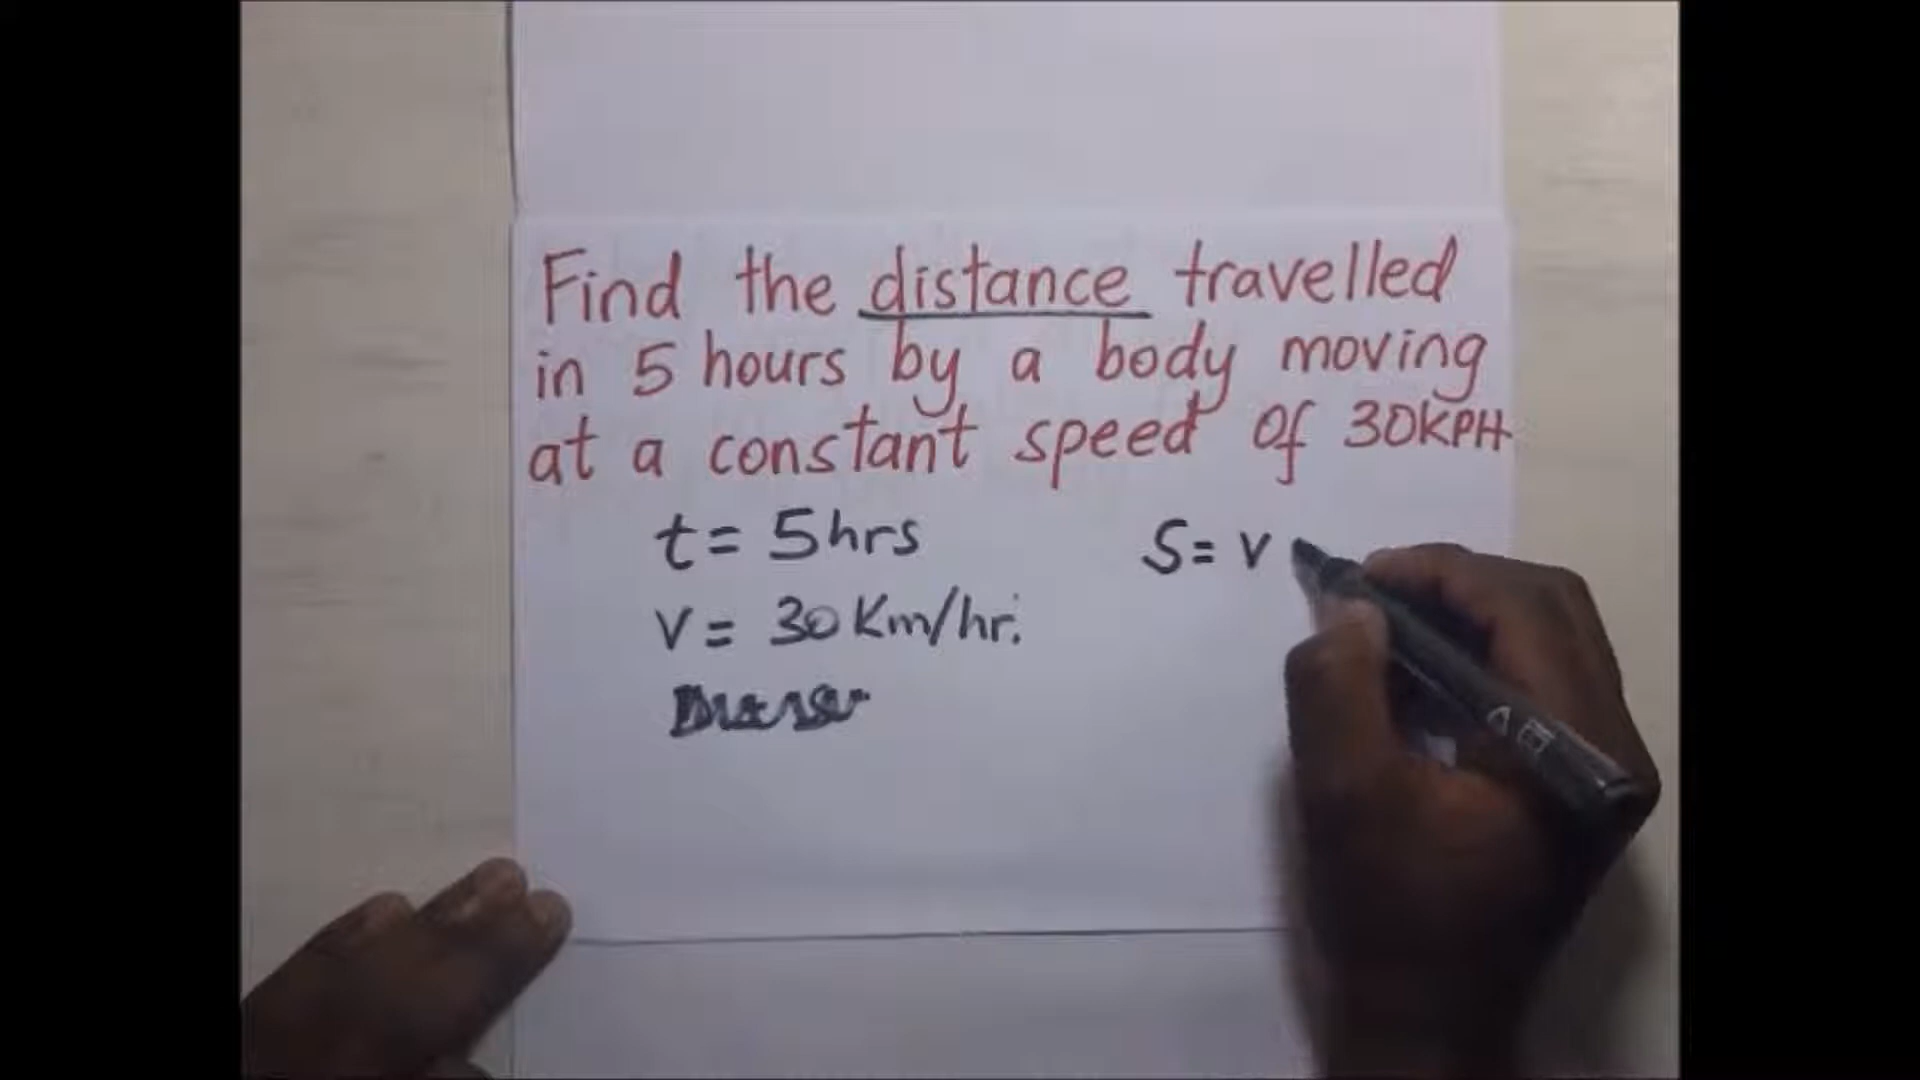 Find the distance travelled
in 5 hours by a body moving
at a constant speed of 30KPH
t = 5hrs
S = V
V = 30 Km/hr.